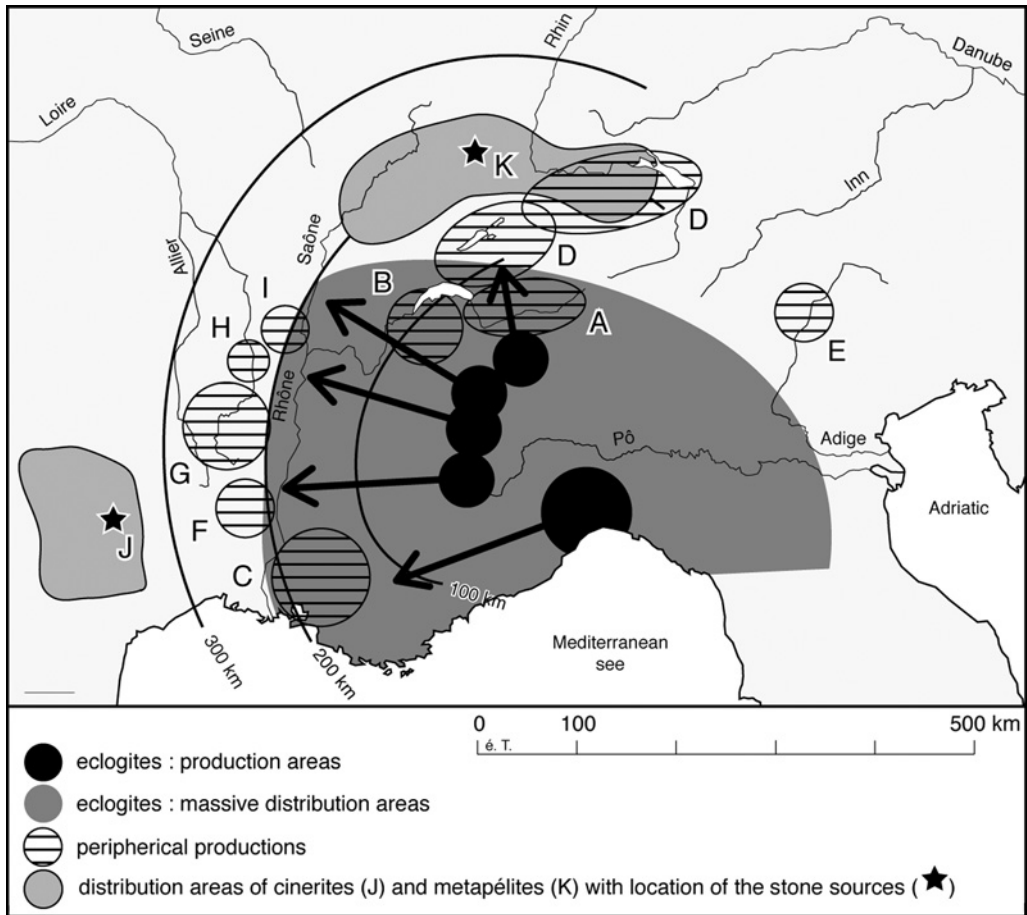 Seine
Rhin
Danube
Loire
K
Inn
Saône
D
Allier
D
I
B
H
A
E
Rhône
Pô
Adige
G
Adriatic
F
J
C
100 km
Mediterranean
see
300 km
200 km
0 100 500 km
é. T.
eclogites : production areas
eclogites : massive distribution areas
peripherical productions
distribution areas of cinerites (J) and metapélites (K) with location of the stone sources ( )